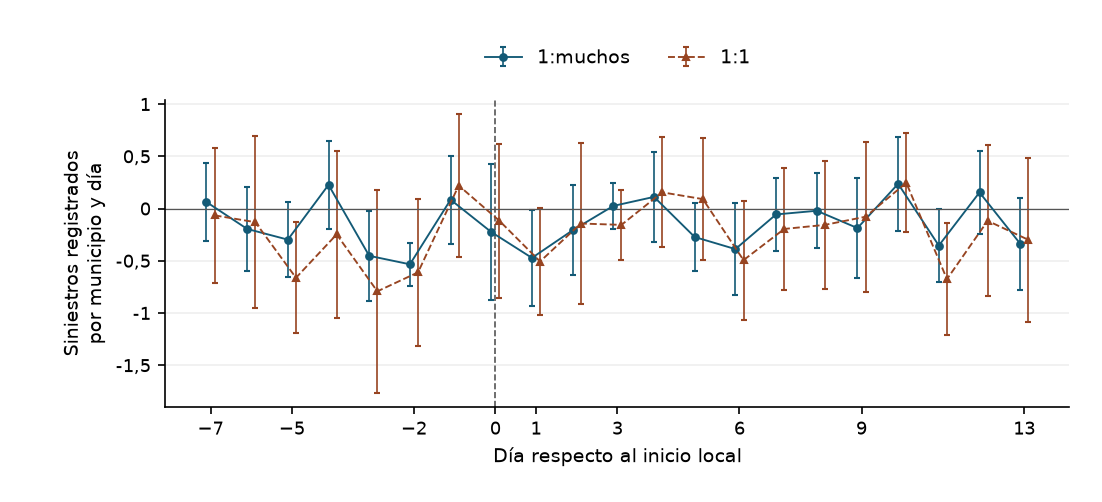 1:muchos 1:1
Siniestros registrados
por municipio y día
1
0,5
0
-0,5
-1
-1,5
−7 −5 −2 0 1 3 6 9 13
Día respecto al inicio local